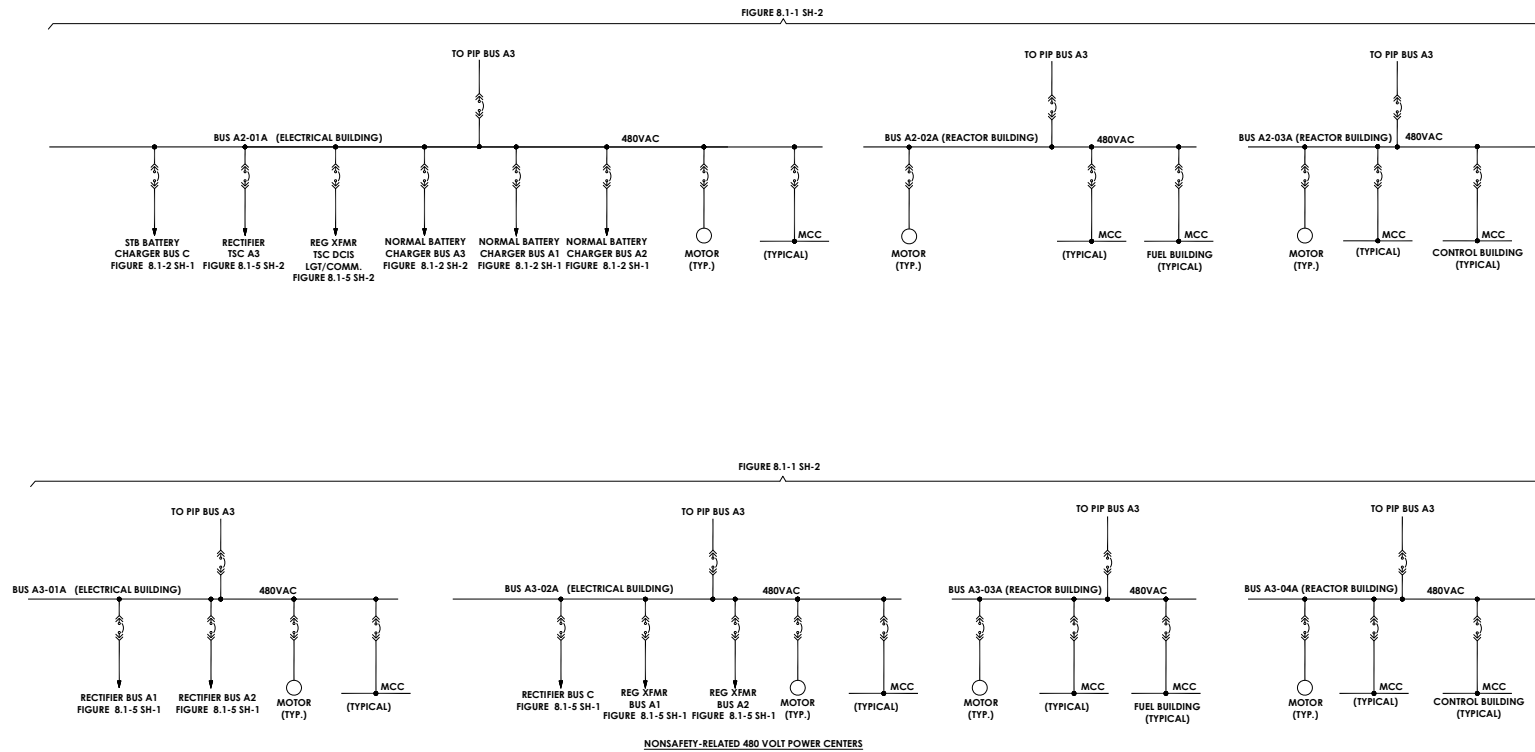 FIGURE 8.1-1 SH-2
TO PIP BUS A3
TO PIP BUS A3
TO PIP BUS A3
BUS A2-01A (ELECTRICAL BUILDING)
480VAC
BUS A2-02A (REACTOR BUILDING)
480VAC
BUS A2-03A (REACTOR BUILDING)
480VAC
STB BATTERY
CHARGER BUS C
FIGURE 8.1-2 SH-1
RECTIFIER
TSC A3
FIGURE 8.1-5 SH-2
REG XFMR
TSC DCIS
LGT/COMM.
FIGURE 8.1-5 SH-2
NORMAL BATTERY
CHARGER BUS A3
FIGURE 8.1-2 SH-2
NORMAL BATTERY
CHARGER BUS A1
FIGURE 8.1-2 SH-1
NORMAL BATTERY
CHARGER BUS A2
FIGURE 8.1-2 SH-1
MOTOR
(TYP.)
MCC
(TYPICAL)
MOTOR
(TYP.)
MCC
(TYPICAL)
MCC
FUEL BUILDING
(TYPICAL)
MOTOR
(TYP.)
MCC
(TYPICAL)
MCC
CONTROL BUILDING
(TYPICAL)
FIGURE 8.1-1 SH-2
TO PIP BUS A3
TO PIP BUS A3
TO PIP BUS A3
TO PIP BUS A3
BUS A3-01A (ELECTRICAL BUILDING)
480VAC
BUS A3-02A (ELECTRICAL BUILDING)
480VAC
BUS A3-03A (REACTOR BUILDING)
480VAC
BUS A3-04A (REACTOR BUILDING)
480VAC
RECTIFIER BUS A1
FIGURE 8.1-5 SH-1
RECTIFIER BUS A2
FIGURE 8.1-5 SH-1
MOTOR
(TYP.)
MCC
(TYPICAL)
RECTIFIER BUS C
FIGURE 8.1-5 SH-1
REG XFMR
BUS A1
FIGURE 8.1-5 SH-1
REG XFMR
BUS A2
FIGURE 8.1-5 SH-1
MOTOR
(TYP.)
MCC
(TYPICAL)
MOTOR
(TYP.)
MCC
(TYPICAL)
MCC
FUEL BUILDING
(TYPICAL)
MOTOR
(TYP.)
MCC
(TYPICAL)
MCC
CONTROL BUILDING
(TYPICAL)
NONSAFETY-RELATED 480 VOLT POWER CENTERS